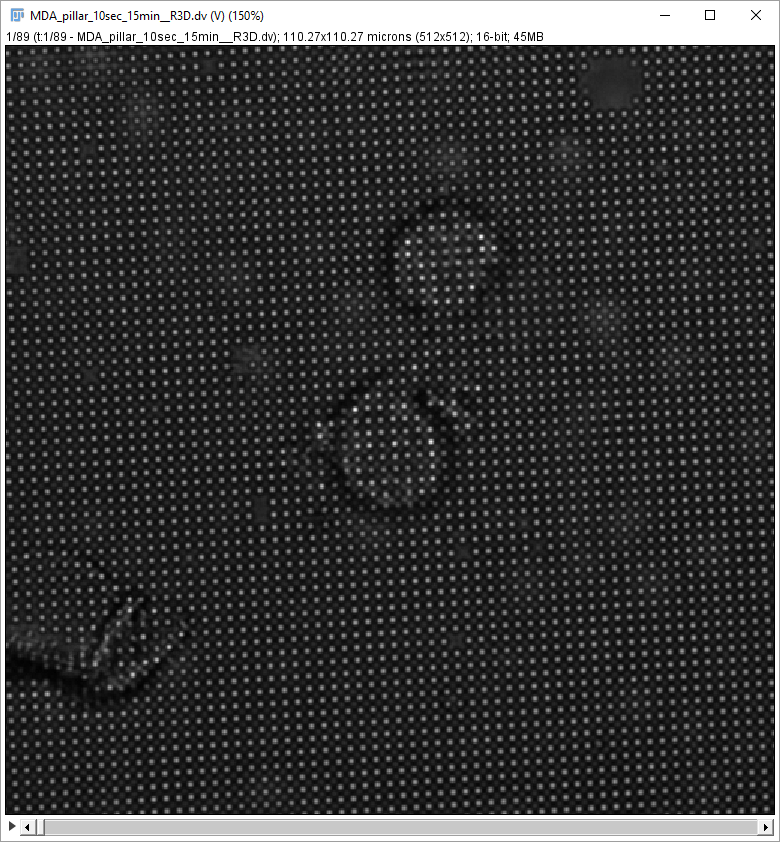 MDA_pillar_10sec_15min__R3D.dv (V) (150%)
1/89 (t:1/89 - MDA_pillar_10sec_15min__R3D.dv); 110.27x110.27 microns (512x512); 16-bit; 45MB